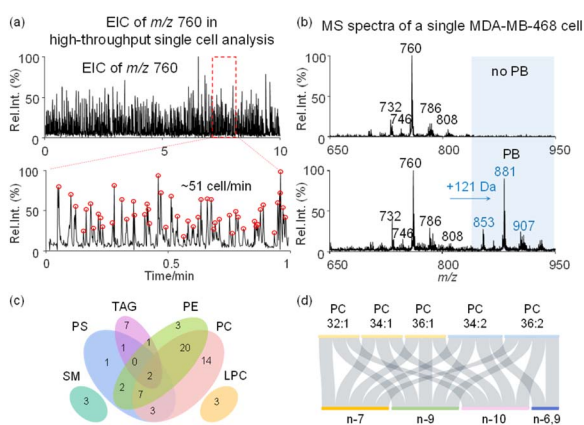 (a)
EIC of m/z 760 in
high-throughput single cell analysis
EIC of m/z 760
Rel.Int. (%)
100
50
0
0
5
10
~51 cell/min
Rel.Int. (%)
100
50
0
0
0.5
1
Time/min
(b)
MS spectra of a single MDA-MB-468 cell
Rel.Int. (%)
100
50
0
760
732
746
786
808
no PB
650
800
950
Rel.Int. (%)
100
50
0
760
732
746
786
808
PB
+121 Da
881
853
907
650
800
950
m/z
(c)
TAG
PE
PS
PC
SM
LPC
7
3
1
1
20
1
0
14
2
2
7
3
3
3
(d)
PC
32:1
PC
34:1
PC
36:1
PC
34:2
PC
36:2
n-7
n-9
n-10
n-6,9